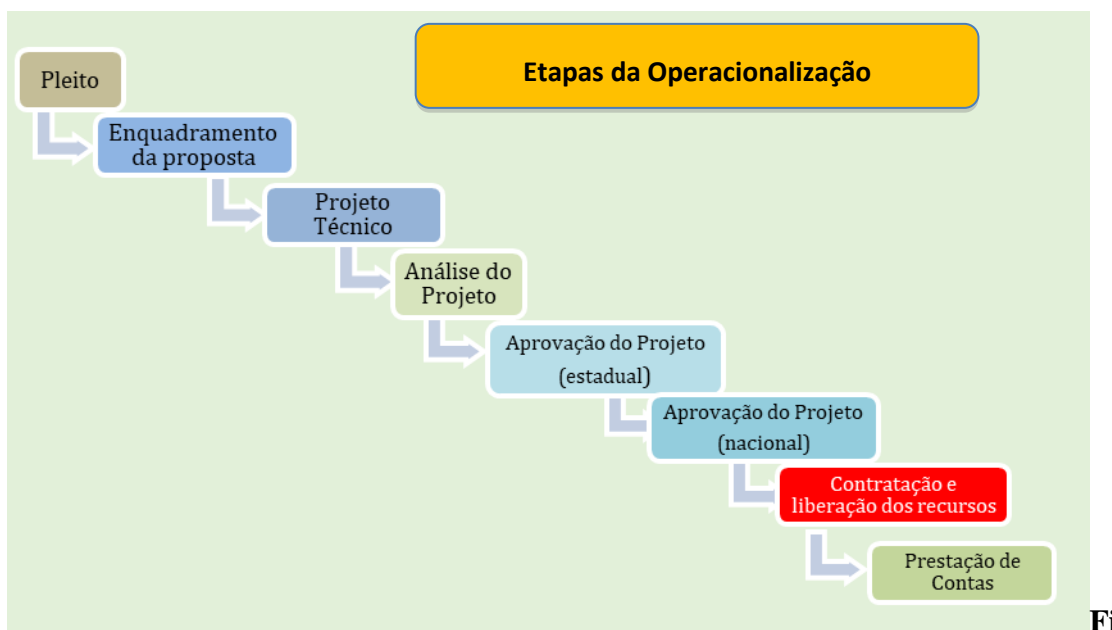 Etapas da Operacionalização
Pleito
Enquadramento
da proposta
Projeto
Técnico
Análise do
Projeto
Aprovação do Projeto
(estadual)
Aprovação do Projeto
(nacional)
Contratação e
liberação dos recursos
Prestação de
Contas